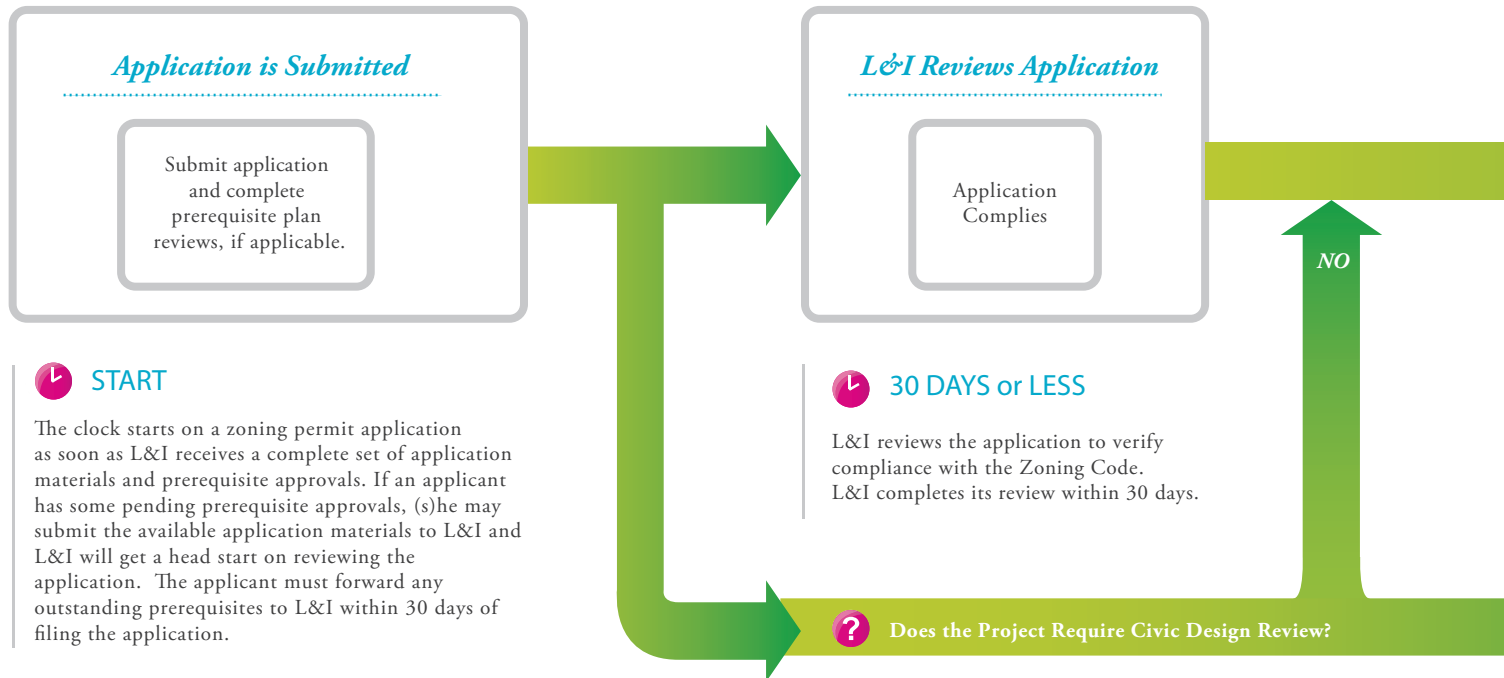 Application is Submitted
Submit application
and complete
prerequisite plan
reviews, if applicable.
START
The clock starts on a zoning permit application
as soon as L&I receives a complete set of application
materials and prerequisite approvals. If an applicant
has some pending prerequisite approvals, (s)he may
submit the available application materials to L&I and
L&I will get a head start on reviewing the
application. The applicant must forward any
outstanding prerequisites to L&I within 30 days of
filing the application.
L&I Reviews Application
Application
Complies
30 DAYS or LESS
L&I reviews the application to verify
compliance with the Zoning Code.
L&I completes its review within 30 days.
NO
? Does the Project Require Civic Design Review?